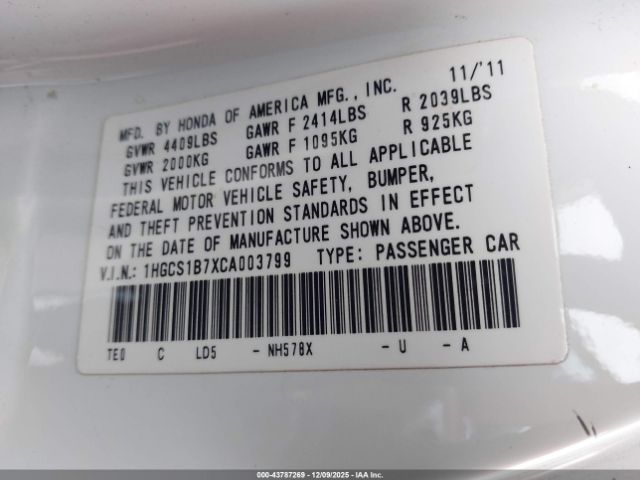 MFD. BY HONDA OF AMERICA MFG., INC. 11/'11
GVWR 4409LBS GAWR F 2414LBS R 2039LBS
GVWR 2000KG GAWR F 1095KG R 925KG
THIS VEHICLE CONFORMS TO ALL APPLICABLE
FEDERAL MOTOR VEHICLE SAFETY, BUMPER,
AND THEFT PREVENTION STANDARDS IN EFFECT
ON THE DATE OF MANUFACTURE SHOWN ABOVE.
V.I.N.: 1HGCS1B7XCA003799 TYPE: PASSENGER CAR
TE0 C LD5 - NH578X - U - A
000-43787269 - 12/09/2025 - IAA Inc.